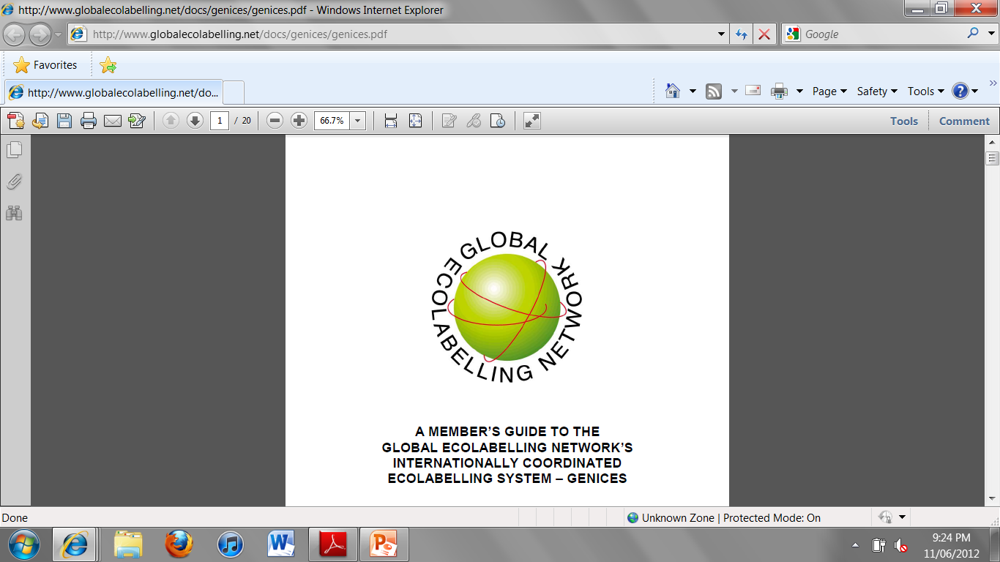 http://www.globalecolabelling.net/docs/genices/genices.pdf - Windows Internet Explorer
http://www.globalecolabelling.net/docs/genices/genices.pdf
Google
Favorites
http://www.globalecolabelling.net/do...
Page
Safety
Tools
1 / 20
66.7%
Tools
Comment
GLOBAL
ECOLABELLING NETWORK
A MEMBER'S GUIDE TO THE
GLOBAL ECOLABELLING NETWORK'S
INTERNATIONALLY COORDINATED
ECOLABELLING SYSTEM – GENICES
Done
Unknown Zone | Protected Mode: On
9:24 PM
11/06/2012